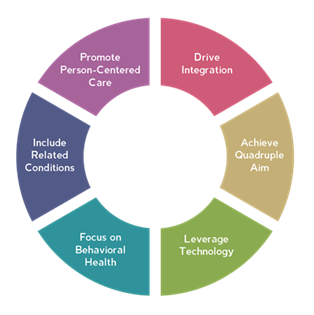 Promote
Person-Centered
Care
Drive
Integration
Include
Related
Conditions
Achieve
Quadruple
Aim
Focus on
Behavioral
Health
Leverage
Technology